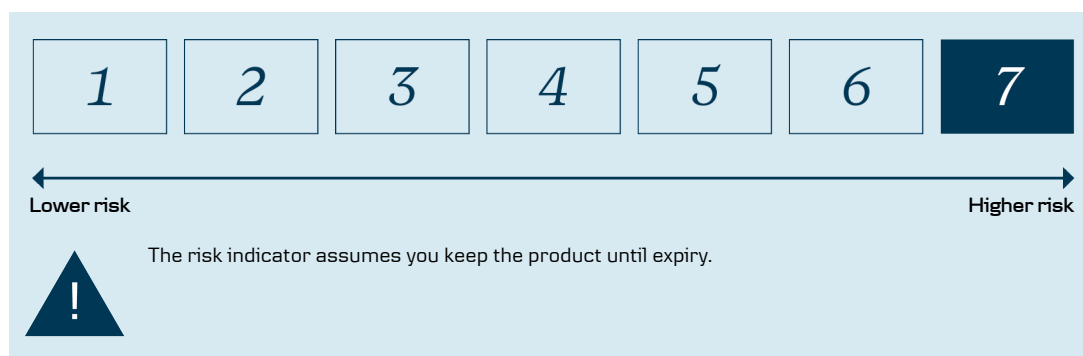 1 2 3 4 5 6 7
Lower risk Higher risk
The risk indicator assumes you keep the product until expiry.
!